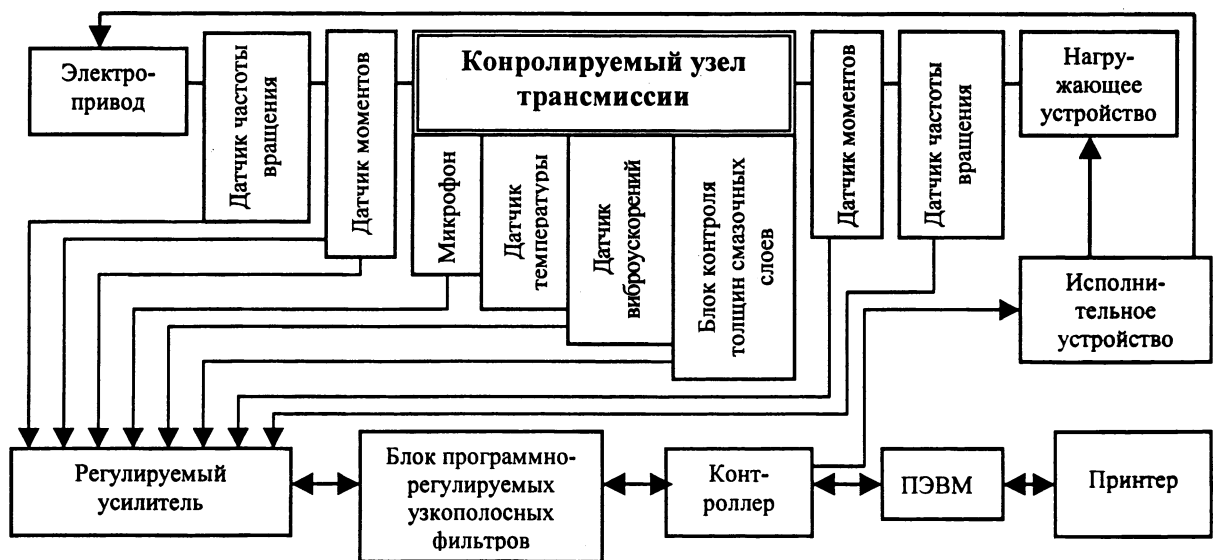 Электро-
привод
Датчик частоты
вращения
Датчик моментов
Конролируемый узел
трансмиссии
Микрофон
Датчик
температуры
Датчик
виброускорений
Блок контроля
толщин смазочных
слоев
Датчик моментов
Датчик частоты
вращения
Нагру-
жающее
устройство
Исполни-
тельное
устройство
Регулируемый
усилитель
Блок программно-
регулируемых
узкополосных
фильтров
Конт-
роллер
ПЭВМ
Принтер